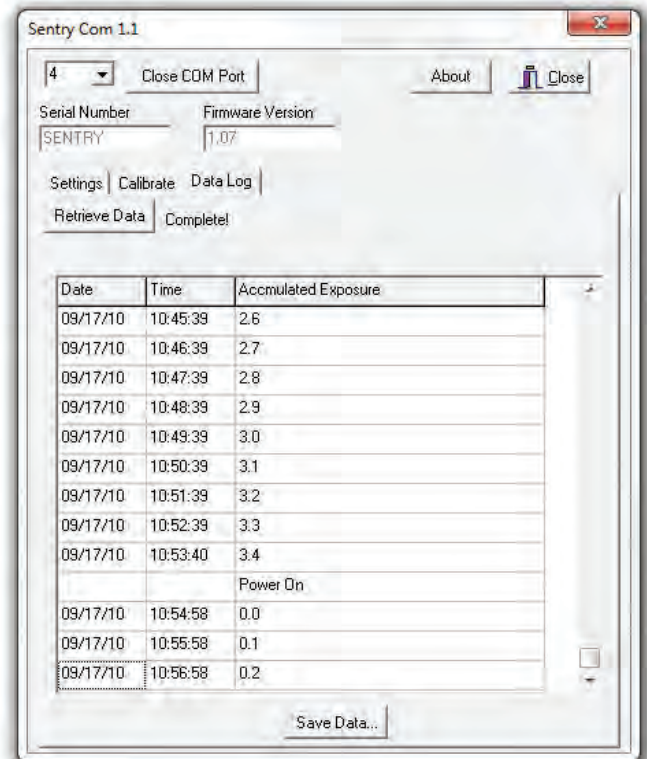 Sentry Com 1.1
4 Close COM Port About Close
Serial Number Firmware Version
SENTRY 1.07
Settings Calibrate Data Log
Retrieve Data Complete!
Date Time Accmulated Exposure
09/17/10 10:45:39 2.6
09/17/10 10:46:39 2.7
09/17/10 10:47:39 2.8
09/17/10 10:48:39 2.9
09/17/10 10:49:39 3.0
09/17/10 10:50:39 3.1
09/17/10 10:51:39 3.2
09/17/10 10:52:39 3.3
09/17/10 10:53:40 3.4
Power On
09/17/10 10:54:58 0.0
09/17/10 10:55:58 0.1
09/17/10 10:56:58 0.2
Save Data...